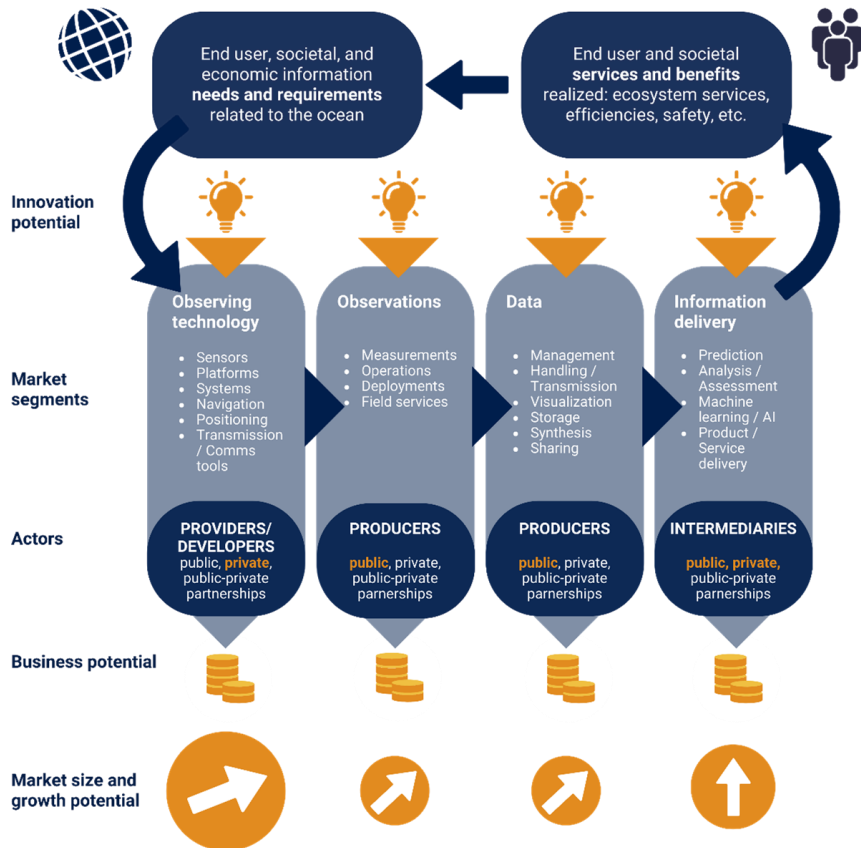 End user, societal, and
economic information
needs and requirements
related to the ocean
End user and societal
services and benefits
realized: ecosystem services,
efficiencies, safety, etc.
Innovation
potential
Market
segments
Observing
technology
• Sensors
• Platforms
• Systems
• Navigation
• Positioning
• Transmission
/ Comms
tools
Observations
• Measurements
• Operations
• Deployments
• Field services
Data
• Management
• Handling /
Transmission
• Visualization
• Storage
• Synthesis
• Sharing
Information
delivery
• Prediction
• Analysis /
Assessment
• Machine
learning / AI
• Product /
Service
delivery
Actors
PROVIDERS/
DEVELOPERS
public, private,
public-private
partnerships
PRODUCERS
public, private,
public-private
parnerships
PRODUCERS
public, private,
public-private
parnerships
INTERMEDIARIES
public, private,
public-private
parnerships
Business potential
Market size and
growth potential